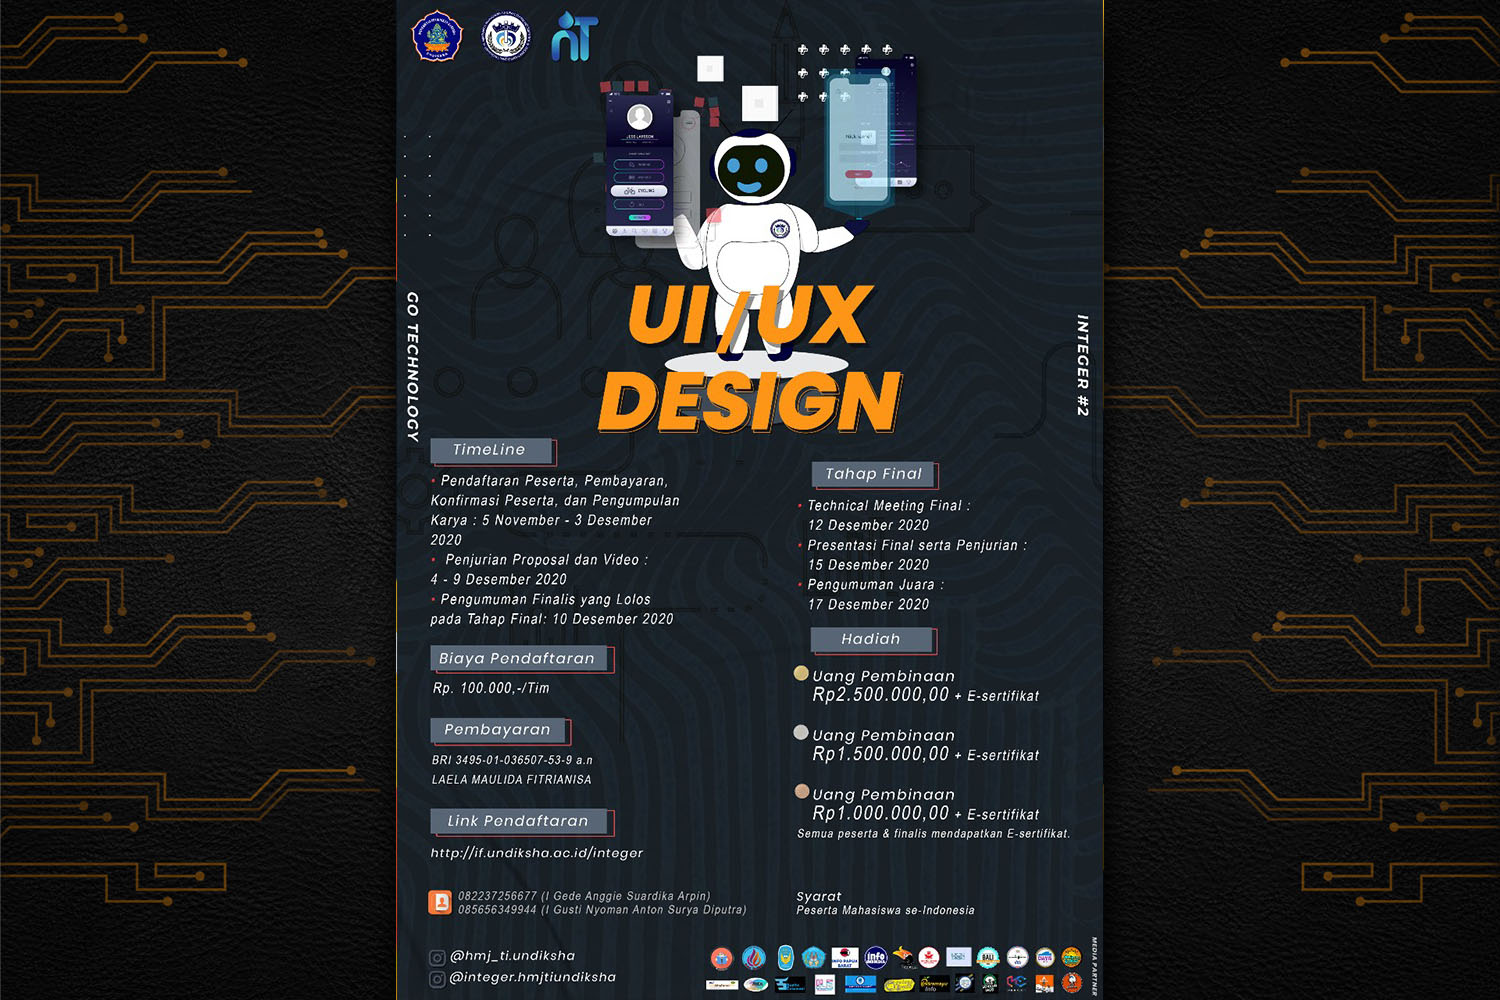 GO TECHNOLOGY
INTEGER #2
CYCLING
UI/UX
DESIGN
TimeLine
• Pendaftaran Peserta, Pembayaran,
Konfirmasi Peserta, dan Pengumpulan
Karya : 5 November - 3 Desember
2020
• Penjurian Proposal dan Video :
4 - 9 Desember 2020
• Pengumuman Finalis yang Lolos
pada Tahap Final: 10 Desember 2020
Biaya Pendaftaran
Rp. 100.000,-/Tim
Pembayaran
BRI 3495-01-036507-53-9 a.n
LAELA MAULIDA FITRIANISA
Link Pendaftaran
http://if.undiksha.ac.id/integer
082237256677 (I Gede Anggie Suardika Arpin)
085656349944 (I Gusti Nyoman Anton Surya Diputra)
@hmj_ti.undiksha
@integer.hmjtiundiksha
Tahap Final
• Technical Meeting Final :
12 Desember 2020
• Presentasi Final serta Penjurian :
15 Desember 2020
• Pengumuman Juara :
17 Desember 2020
Hadiah
Uang Pembinaan
Rp2.500.000,00 + E-sertifikat
Uang Pembinaan
Rp1.500.000,00 + E-sertifikat
Uang Pembinaan
Rp1.000.000,00 + E-sertifikat
Semua peserta & finalis mendapatkan E-sertifikat.
Syarat
Peserta Mahasiswa se-Indonesia
MEDIA PARTNER